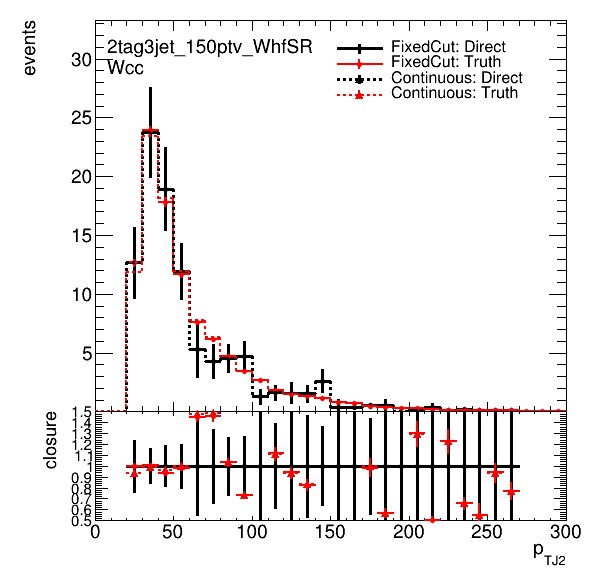 events
2tag3jet_150ptv_WhfSR
Wcc
FixedCut: Direct
FixedCut: Truth
Continuous: Direct
Continuous: Truth
30
25
20
15
10
5
closure
1.5
1.4
1.3
1.2
1.1
1
0.9
0.8
0.7
0.6
0.5
0 50 100 150 200 250 300
pTJ2